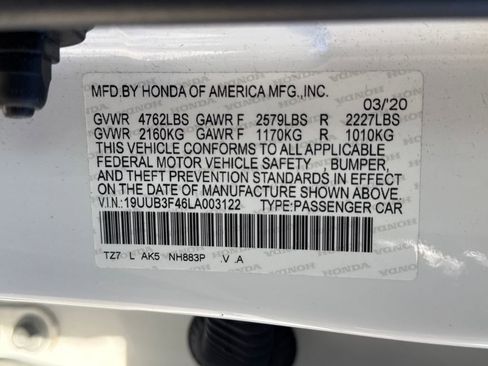 MFD.BY HONDA OF AMERICA MFG.,INC.
03/'20
GVWR 4762LBS GAWR F 2579LBS R 2227LBS
GVWR 2160KG GAWR F 1170KG R 1010KG
THIS VEHICLE CONFORMS TO ALL APPLICABLE
FEDERAL MOTOR VEHICLE SAFETY, BUMPER,
AND THEFT PREVENTION STANDARDS IN EFFECT
ON THE DATE OF MANUFACTURE SHOWN ABOVE.
V.I.N.:19UUB3F46LA003122 TYPE:PASSENGER CAR
TZ7 L AK5 NH883P .V .A